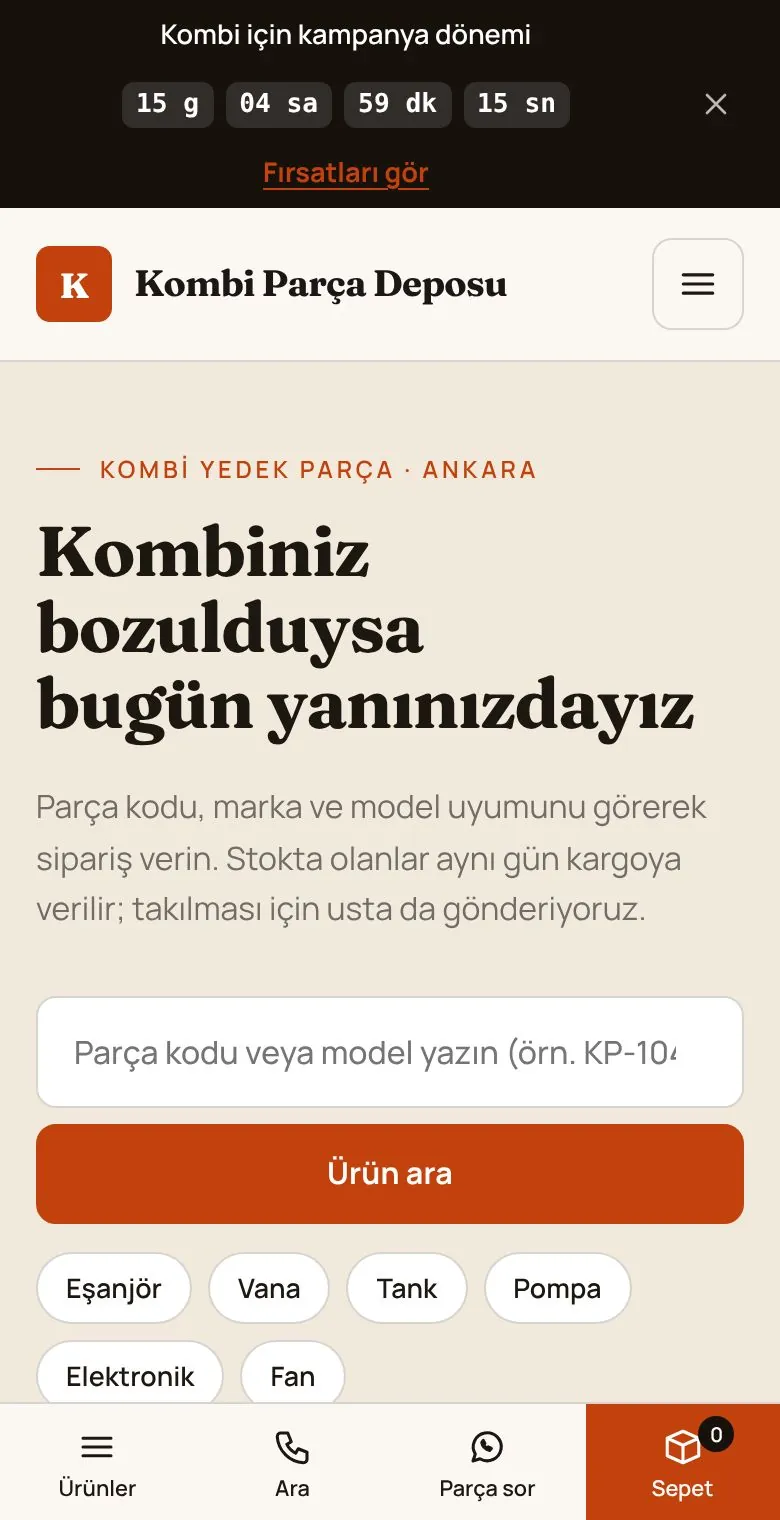 Kombi için kampanya dönemi
15 g 04 sa 59 dk 15 sn
Fırsatları gör
K Kombi Parça Deposu
KOMBİ YEDEK PARÇA · ANKARA
Kombiniz
bozulduysa
bugün yanınızdayız
Parça kodu, marka ve model uyumunu görerek
sipariş verin. Stokta olanlar aynı gün kargoya
verilir; takılması için usta da gönderiyoruz.
Parça kodu veya model yazın (örn. KP-104
Ürün ara
Eşanjör Vana Tank Pompa
Elektronik Fan
0
Ürünler Ara Parça sor Sepet